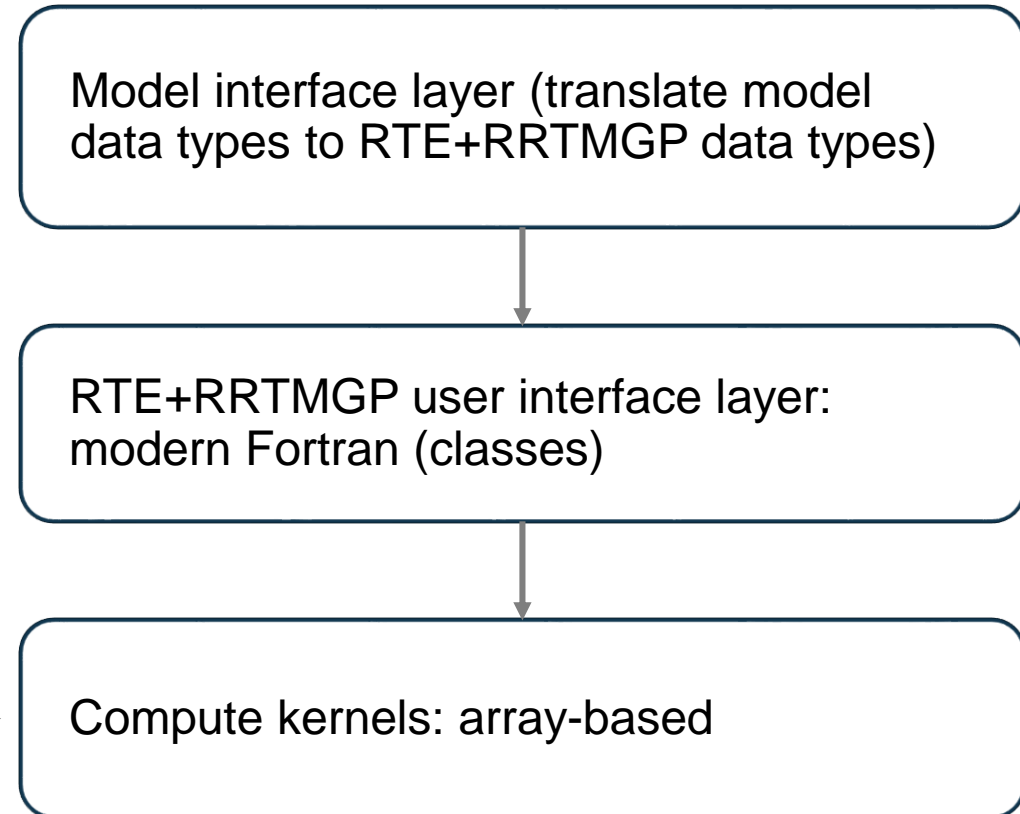 Model interface layer (translate model
data types to RTE+RRTMGP data types)
RTE+RRTMGP user interface layer:
modern Fortran (classes)
Compute kernels: array-based